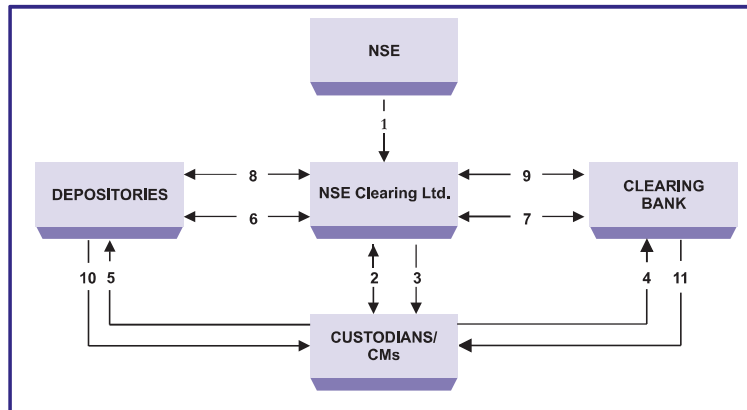 NSE
1
8
9
DEPOSITORIES
NSE Clearing Ltd.
CLEARING
BANK
6
7
10 5
2
3
4 11
CUSTODIANS/
CMs